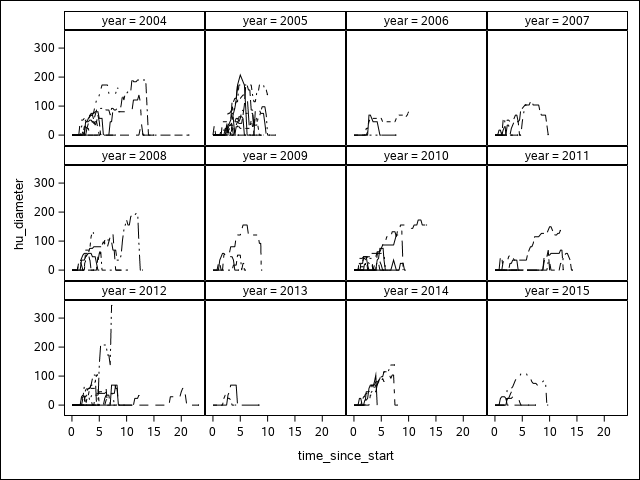 year = 2004 year = 2005 year = 2006 year = 2007
300
200
100
0
year = 2008 year = 2009 year = 2010 year = 2011
300
200
100
0
hu_diameter
year = 2012 year = 2013 year = 2014 year = 2015
300
200
100
0
0 5 10 15 20 0 5 10 15 20 0 5 10 15 20 0 5 10 15 20
time_since_start